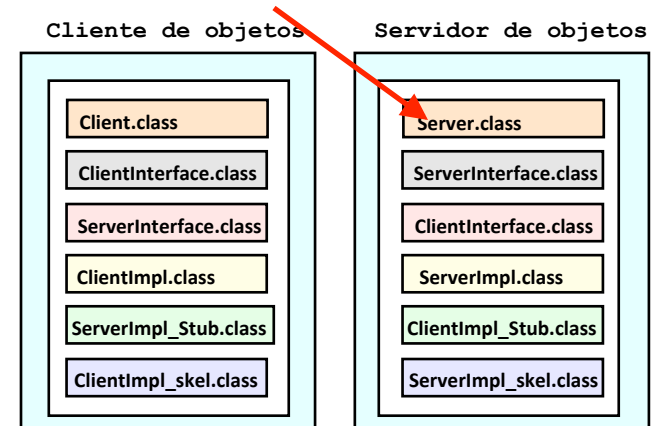 Cliente de objetos
Client.class
ClientInterface.class
ServerInterface.class
ClientImpl.class
ServerImpl_Stub.class
ClientImpl_skel.class
Servidor de objetos
Server.class
ServerInterface.class
ClientInterface.class
ServerImpl.class
ClientImpl_Stub.class
ServerImpl_skel.class